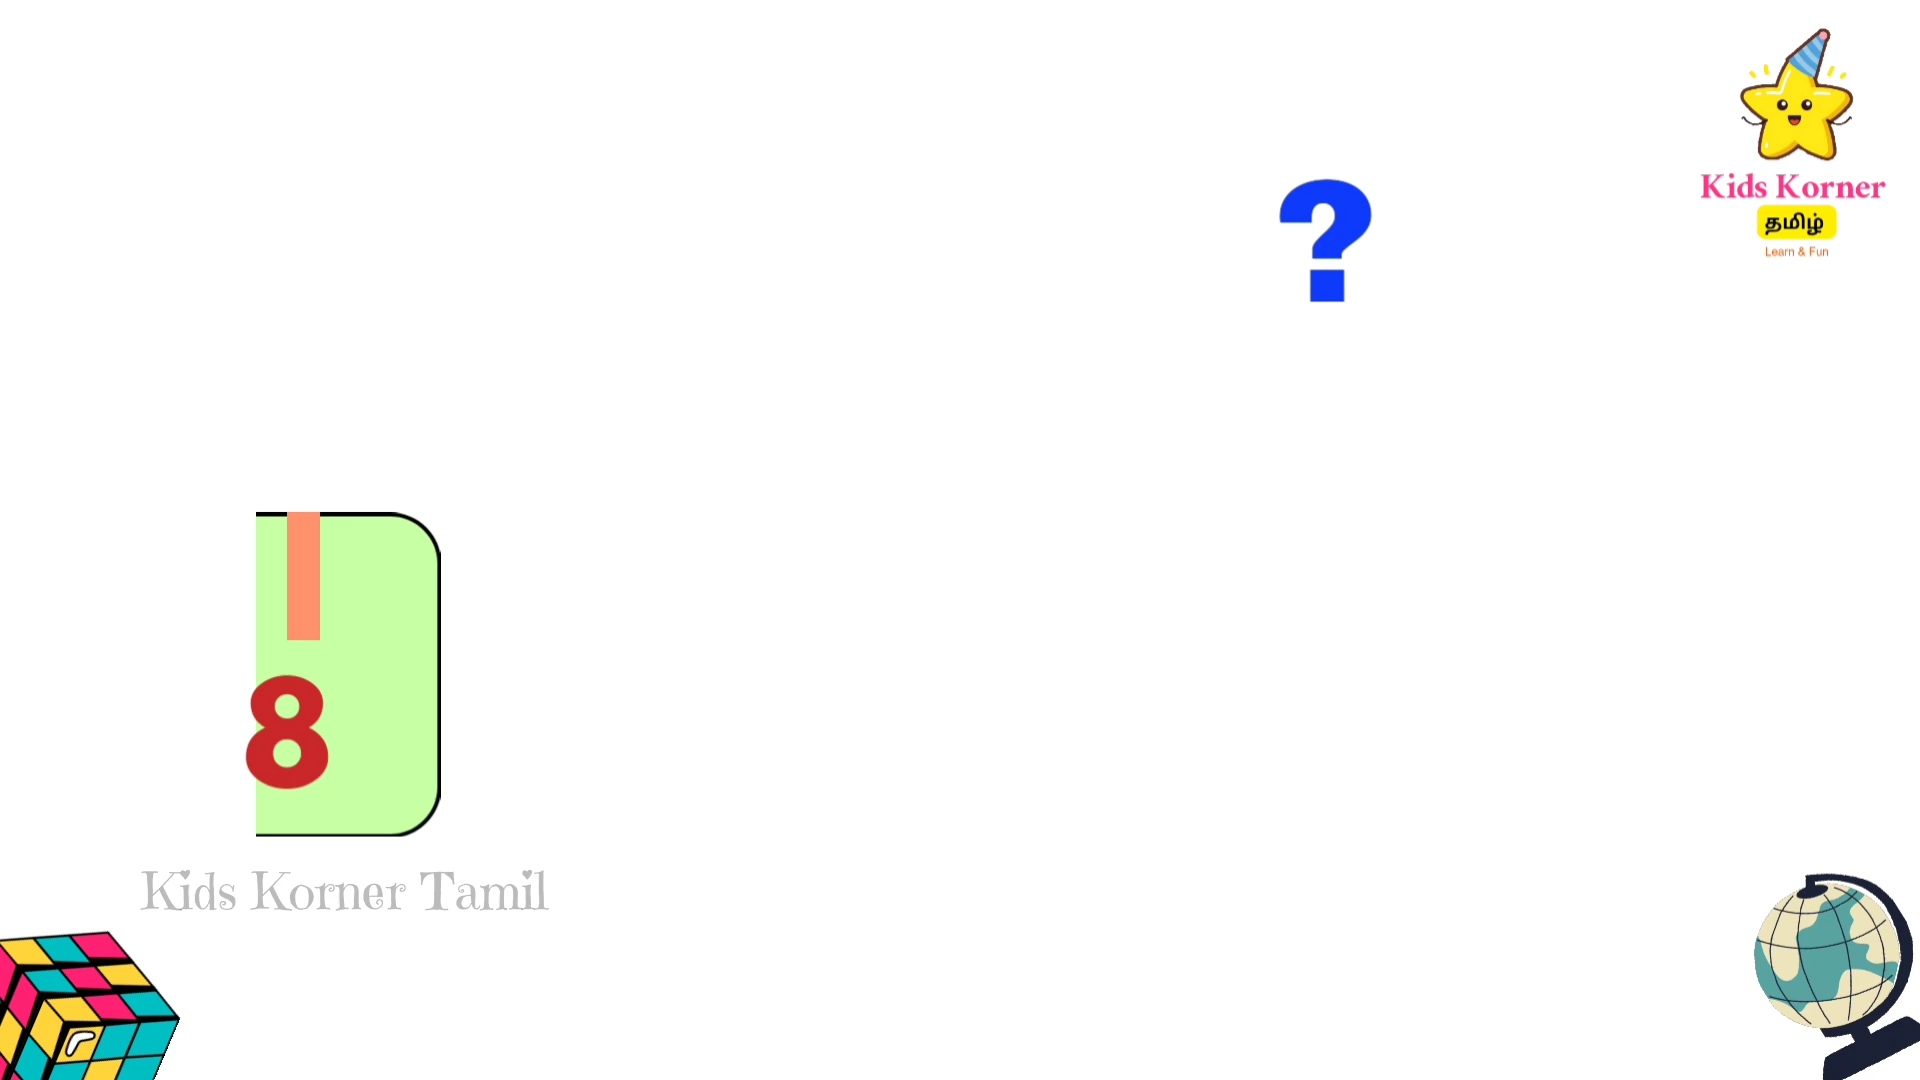 ?
Kids Korner
தமிழ்
Learn & Fun
8
Kids Korner Tamil